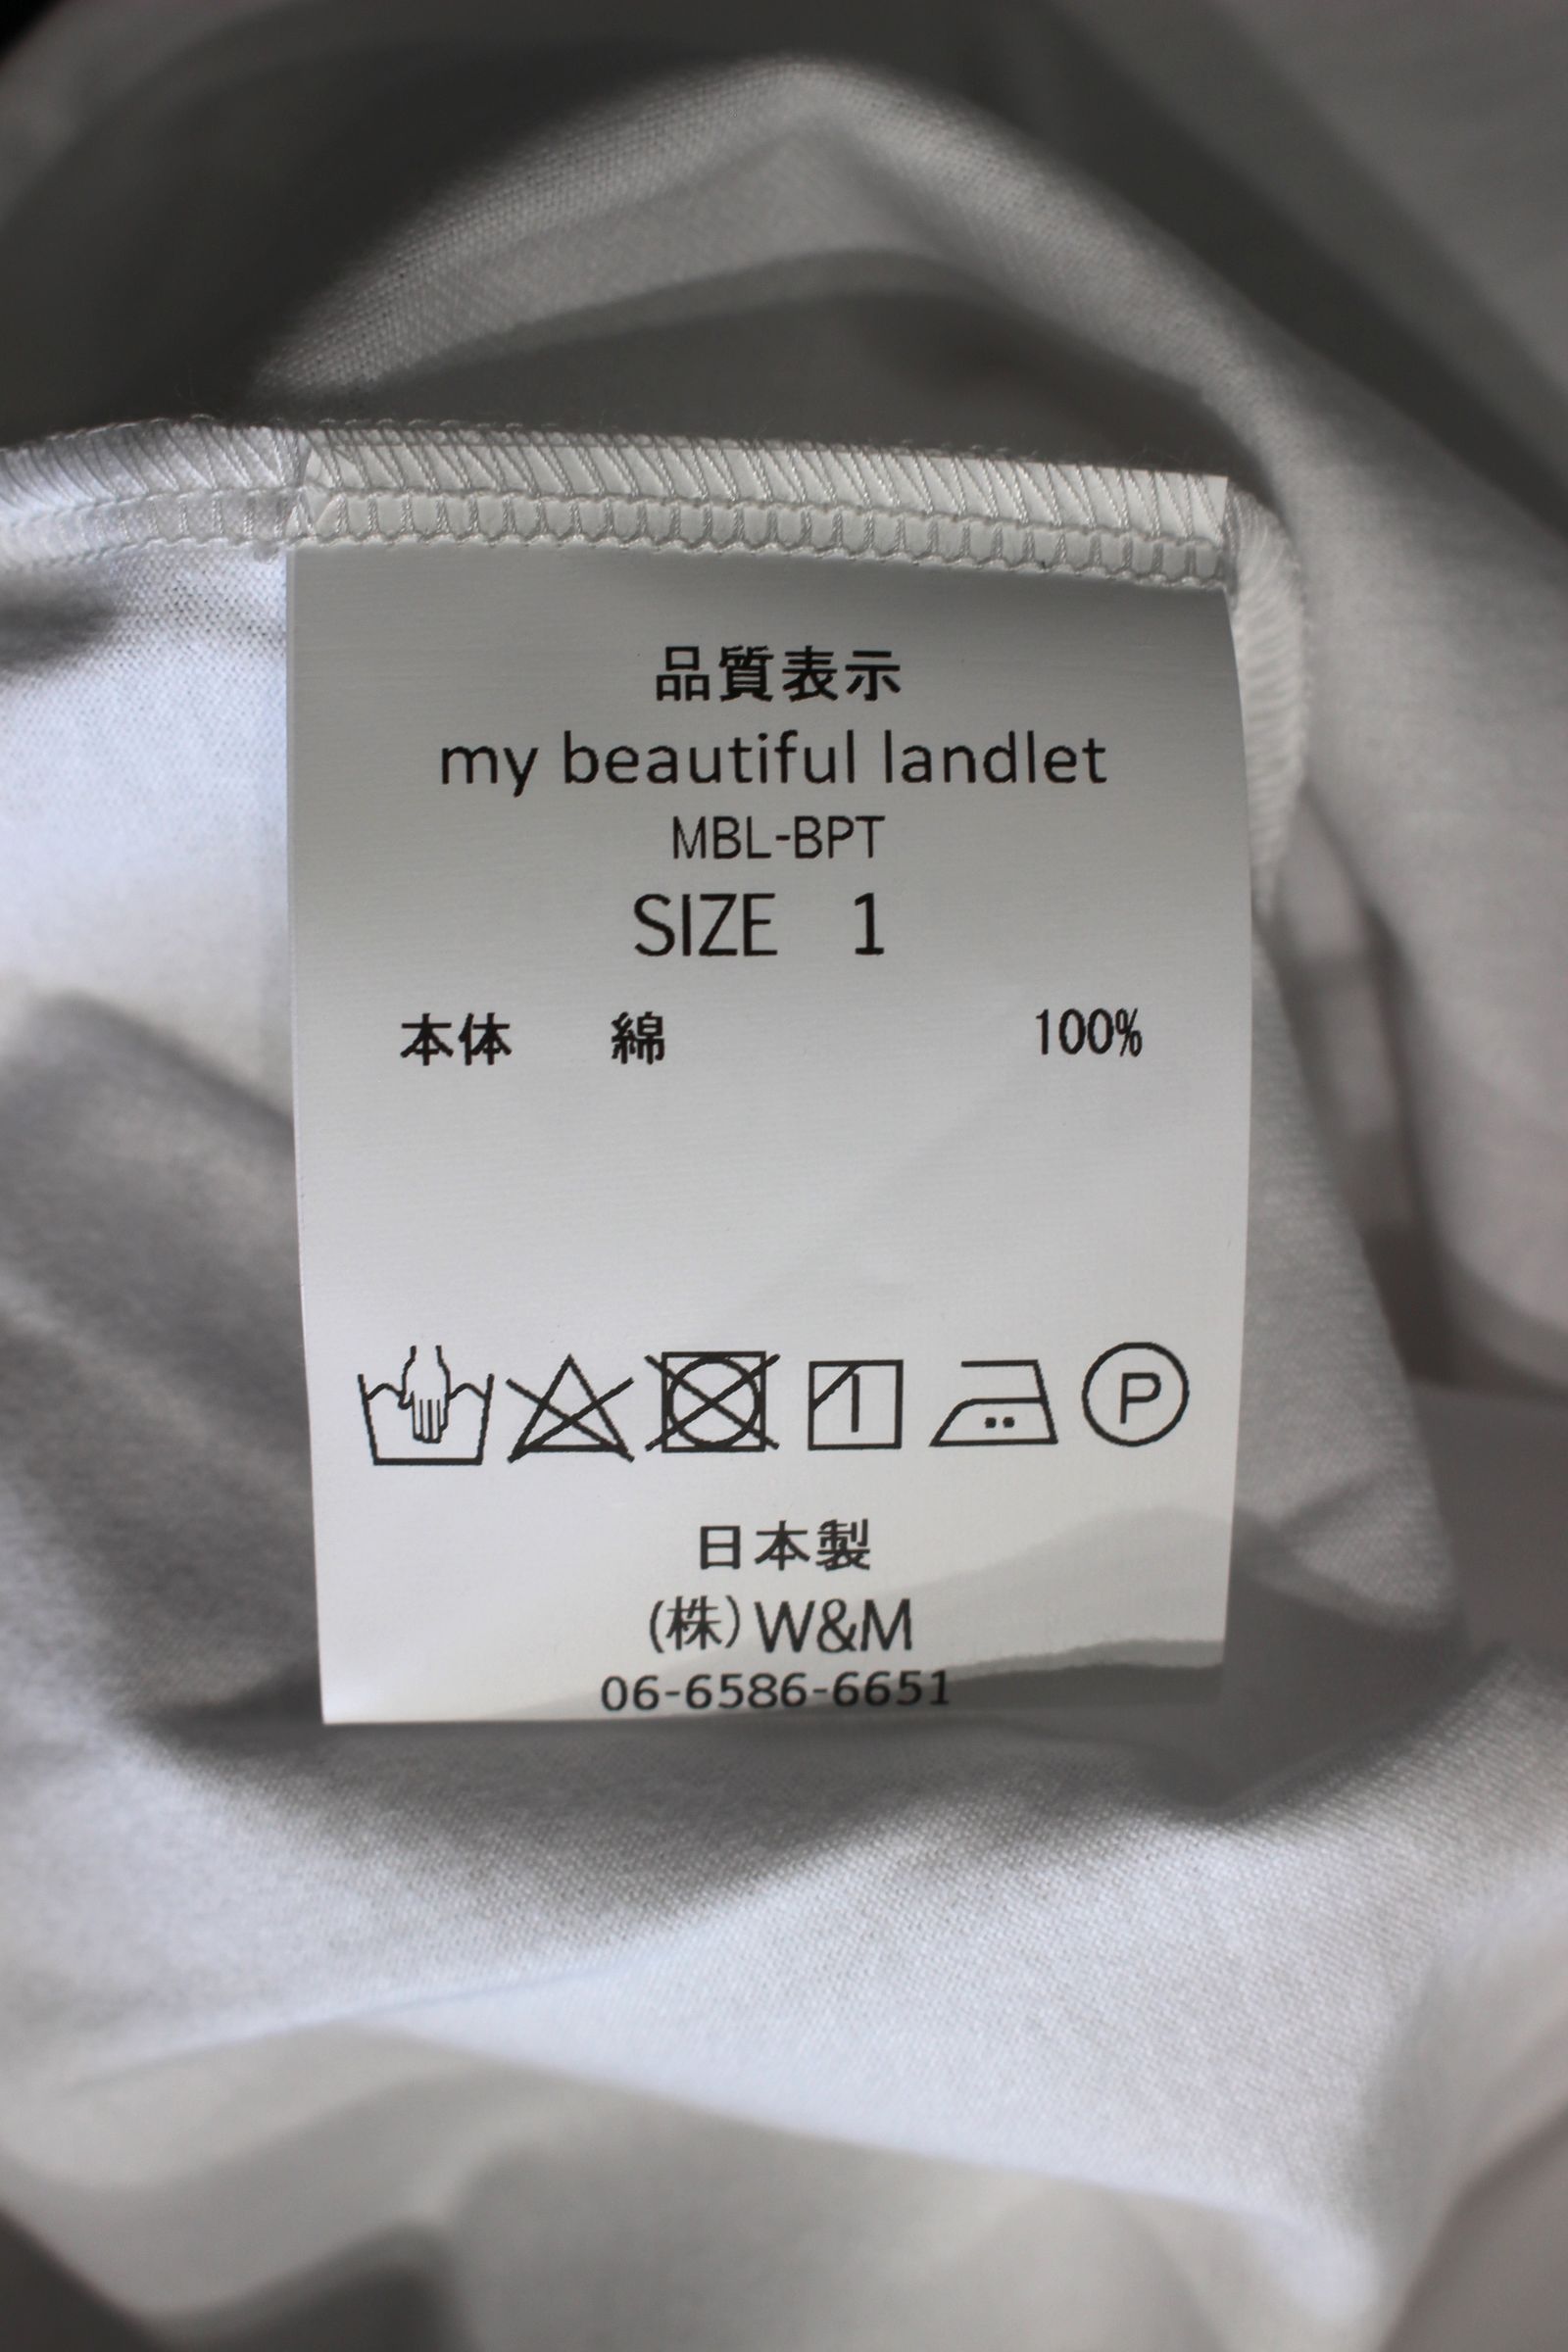 品質表示
my beautiful landlet
MBL-BPT
SIZE 1
本体 綿 100%
P
日本製
(株)W&M
06-6586-6651